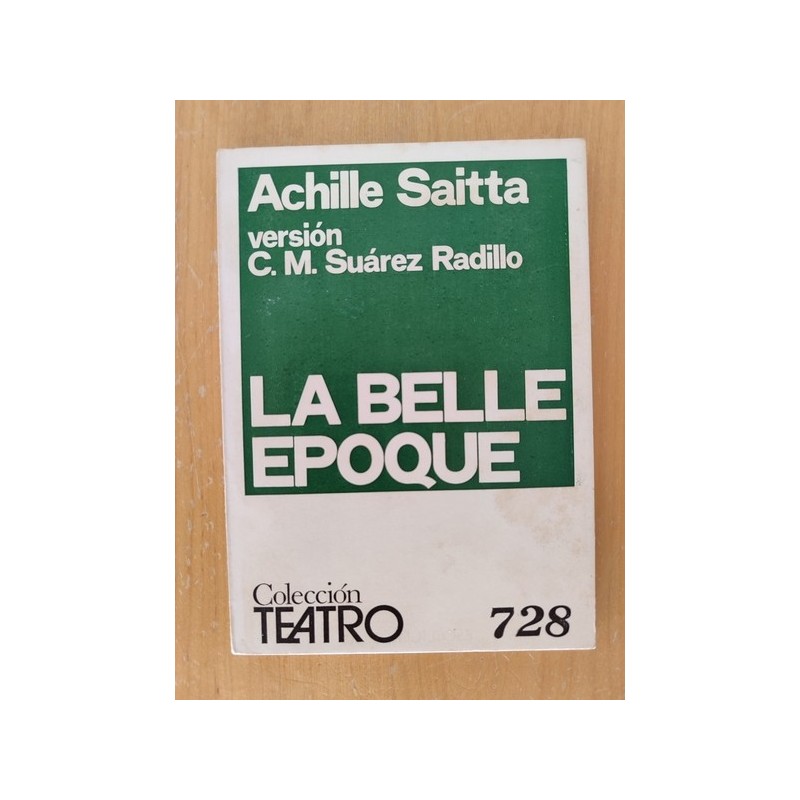 Achille Saitta
versión
C. M. Suárez Radillo
LA BELLE
EPOQUE
Colección
TEATRO
728